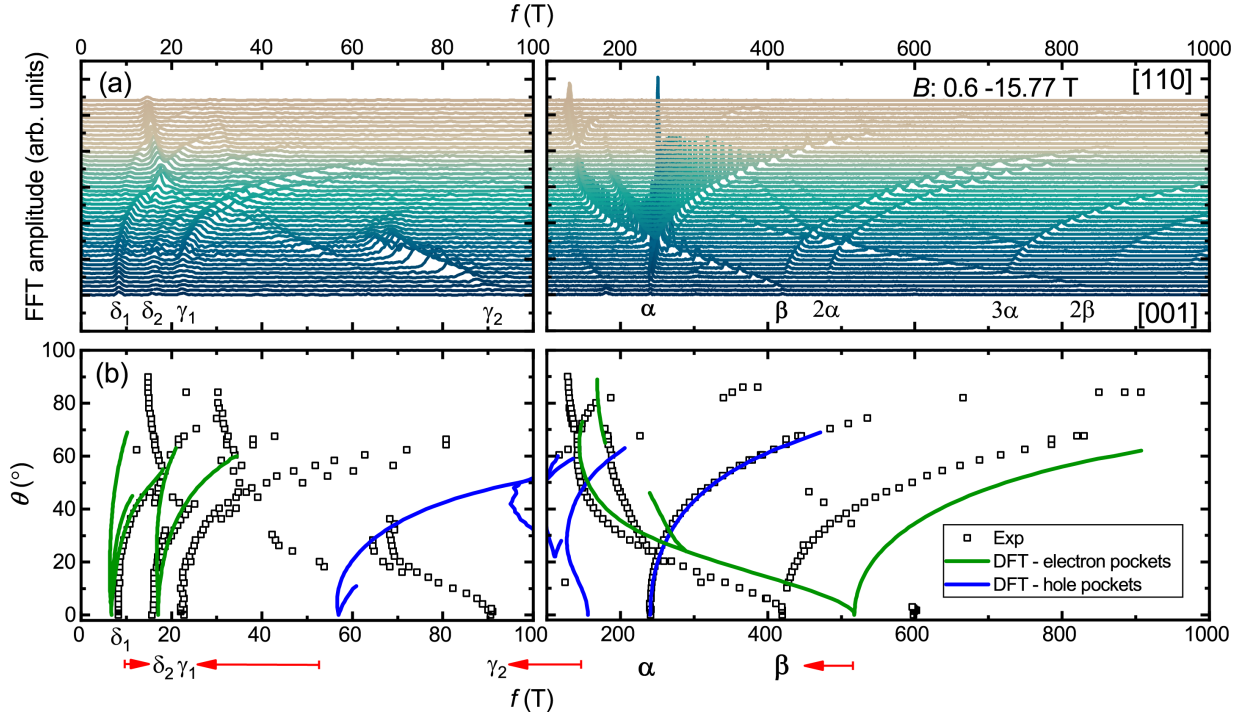 f (T)
0 20 40 60 80 100 200 400 600 800 1000
(a)
B: 0.6 -15.77 T
[110]
FFT amplitude (arb. units)
δ1 δ2 γ1 γ2 α β 2α 3α 2β
[001]
(b)
100
80
60
40
20
0
θ (°)
Exp
DFT - electron pockets
DFT - hole pockets
0 20 40 60 80 100 200 400 600 800 1000
δ1 δ2 γ1 γ2 α β
f (T)